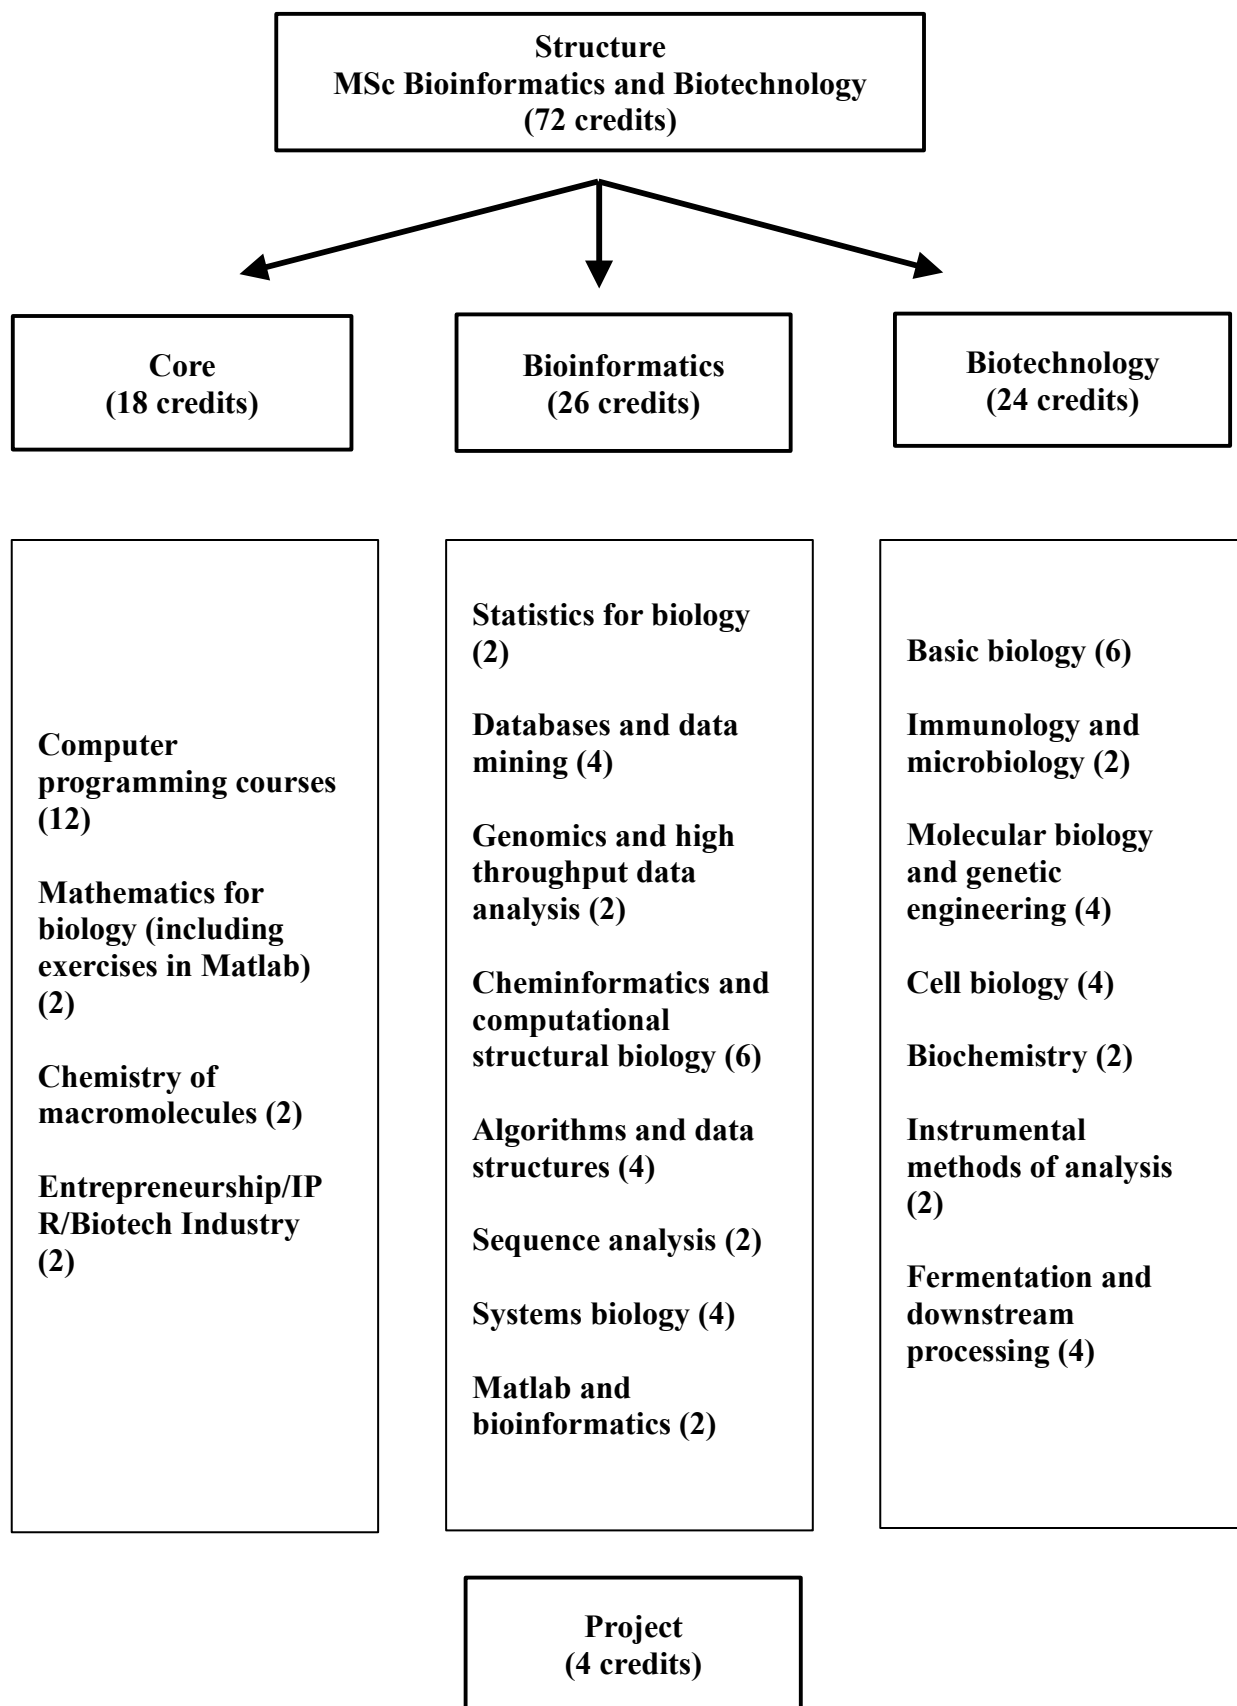 Structure
MSc Bioinformatics and Biotechnology
(72 credits)
Core
(18 credits)
Bioinformatics
(26 credits)
Biotechnology
(24 credits)
Computer
programming courses
(12)
Mathematics for
biology (including
exercises in Matlab)
(2)
Chemistry of
macromolecules (2)
Entrepreneurship/IP
R/Biotech Industry
(2)
Statistics for biology
(2)
Databases and data
mining (4)
Genomics and high
throughput data
analysis (2)
Cheminformatics and
computational
structural biology (6)
Algorithms and data
structures (4)
Sequence analysis (2)
Systems biology (4)
Matlab and
bioinformatics (2)
Basic biology (6)
Immunology and
microbiology (2)
Molecular biology
and genetic
engineering (4)
Cell biology (4)
Biochemistry (2)
Instrumental
methods of analysis
(2)
Fermentation and
downstream
processing (4)
Project
(4 credits)